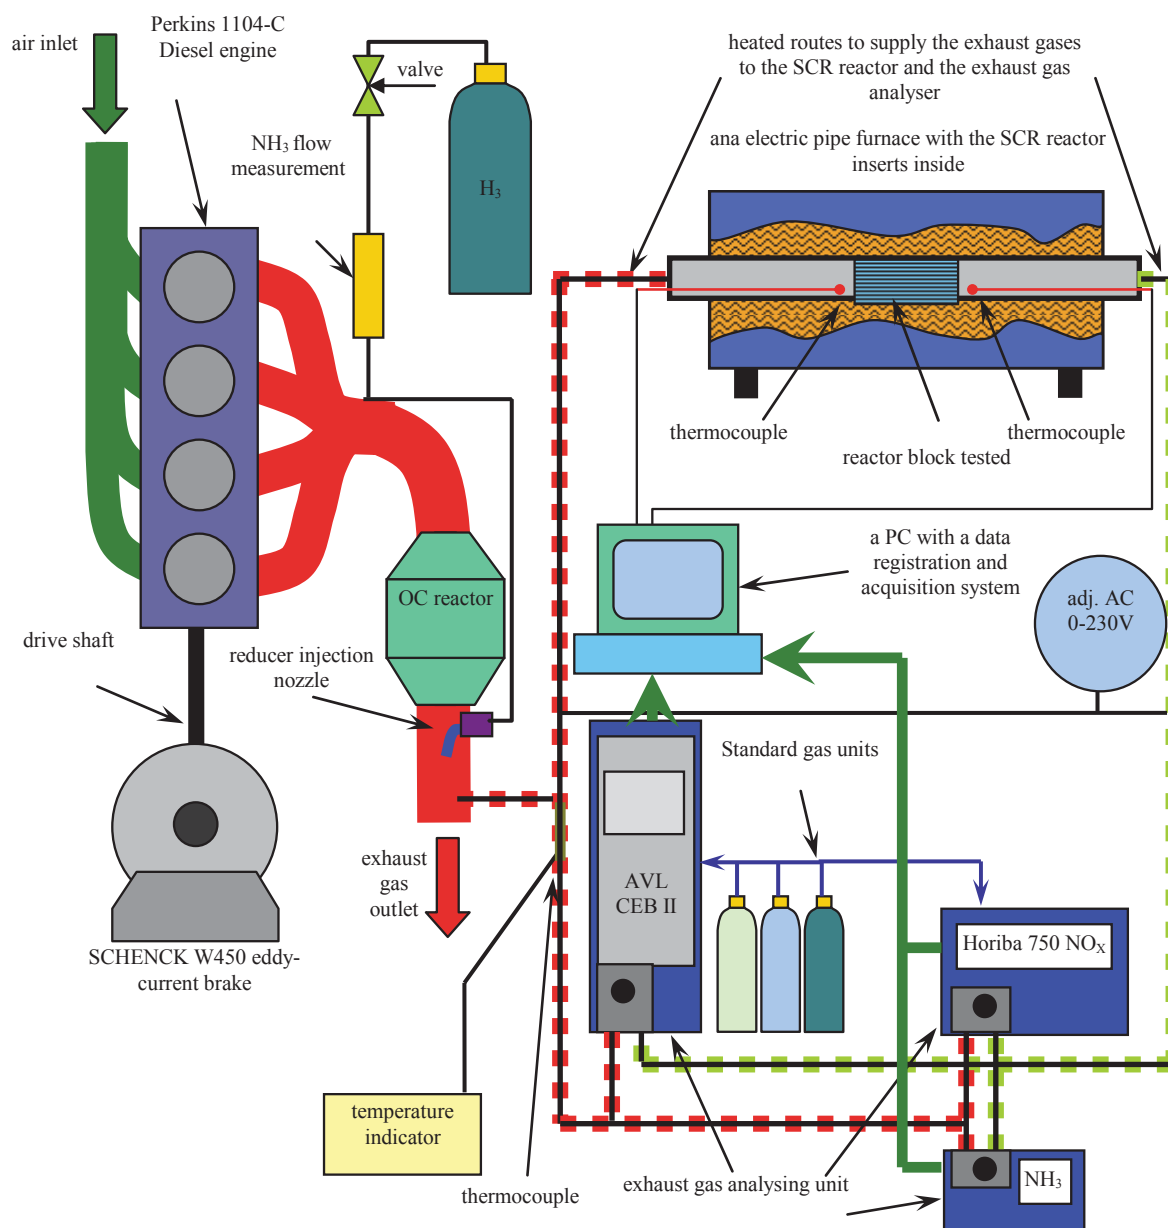 Perkins 1104-C
Diesel engine
air inlet
valve
NH₃ flow
measurement
H₃
heated routes to supply the exhaust gases
to the SCR reactor and the exhaust gas
analyser
ana electric pipe furnace with the SCR reactor
inserts inside
thermocouple
thermocouple
reactor block tested
a PC with a data
registration and
acquisition system
adj. AC
0-230V
OC reactor
drive shaft
reducer injection
nozzle
Standard gas units
exhaust
gas
outlet
AVL
CEB II
Horiba 750 NOX
SCHENCK W450 eddy-
current brake
temperature
indicator
thermocouple
exhaust gas analysing unit
NH₃